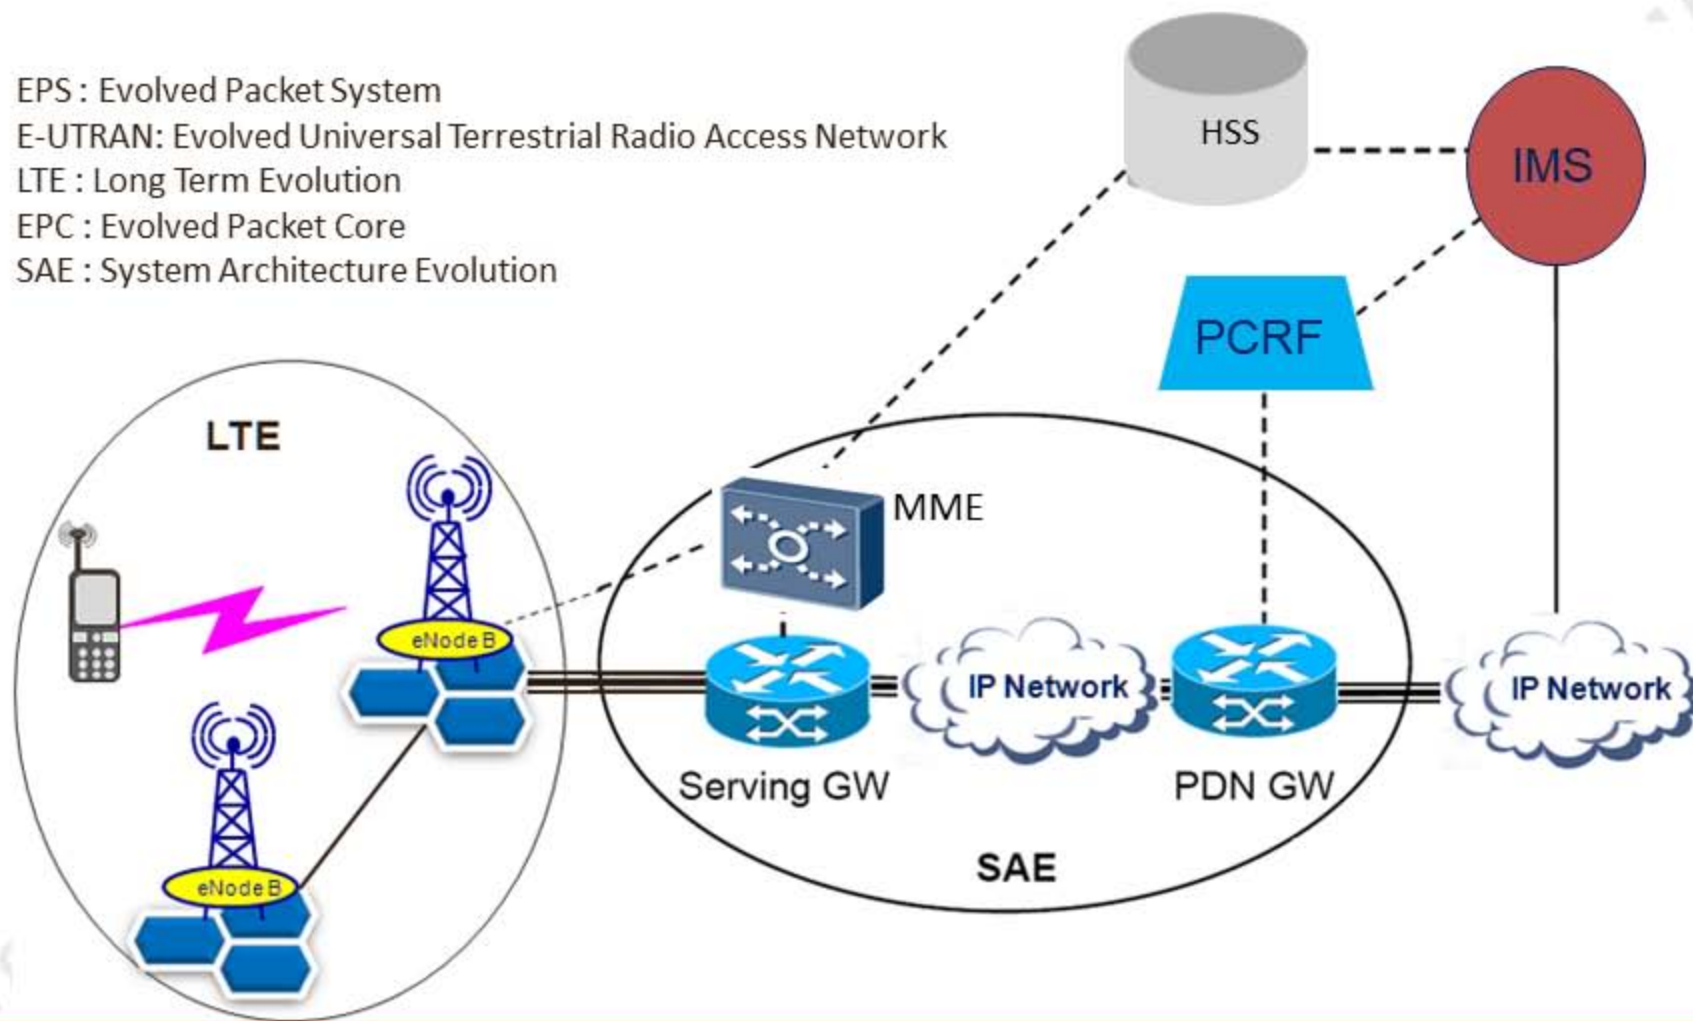 EPS : Evolved Packet System
E-UTRAN: Evolved Universal Terrestrial Radio Access Network
LTE : Long Term Evolution
EPC : Evolved Packet Core
SAE : System Architecture Evolution
HSS
IMS
PCRF
LTE
MME
eNode B
IP Network
IP Network
Serving GW
PDN GW
SAE
eNode B